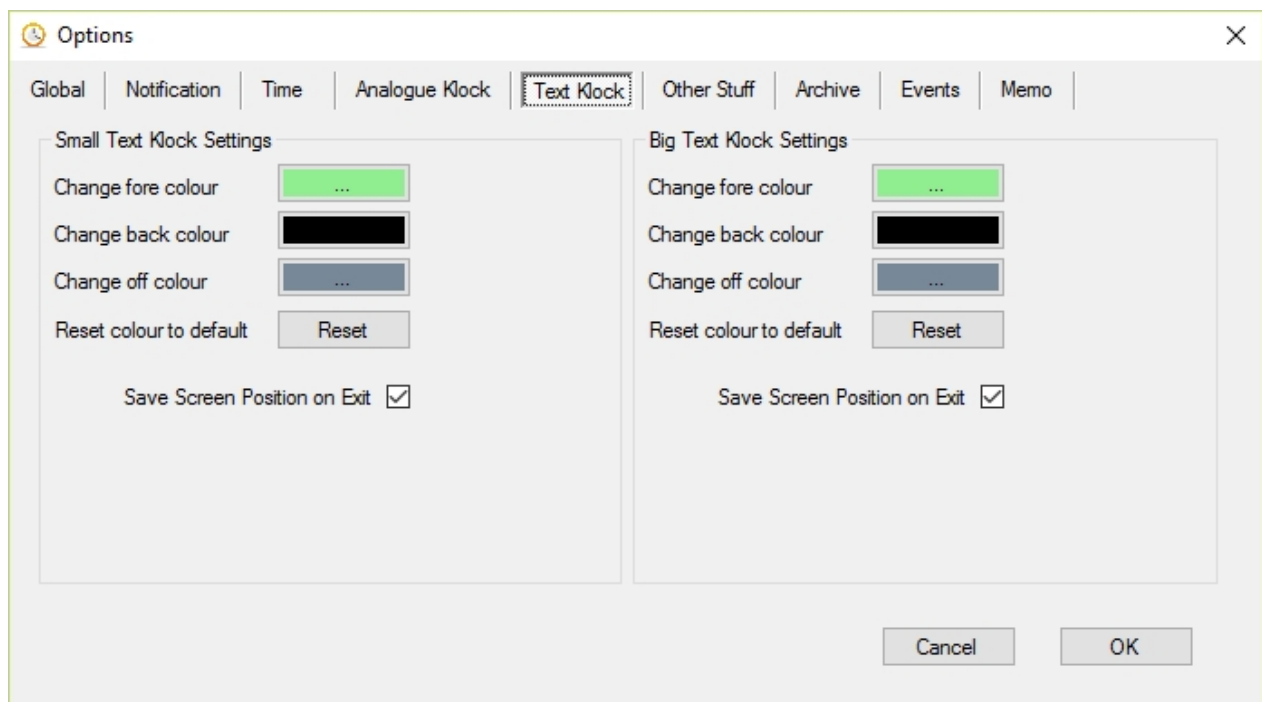 Options
Global Notification Time Analogue Klock Text Klock Other Stuff Archive Events Memo
Small Text Klock Settings
Change fore colour ...
Change back colour
Change off colour ...
Reset colour to default Reset
Save Screen Position on Exit
Big Text Klock Settings
Change fore colour ...
Change back colour
Change off colour ...
Reset colour to default Reset
Save Screen Position on Exit
Cancel OK